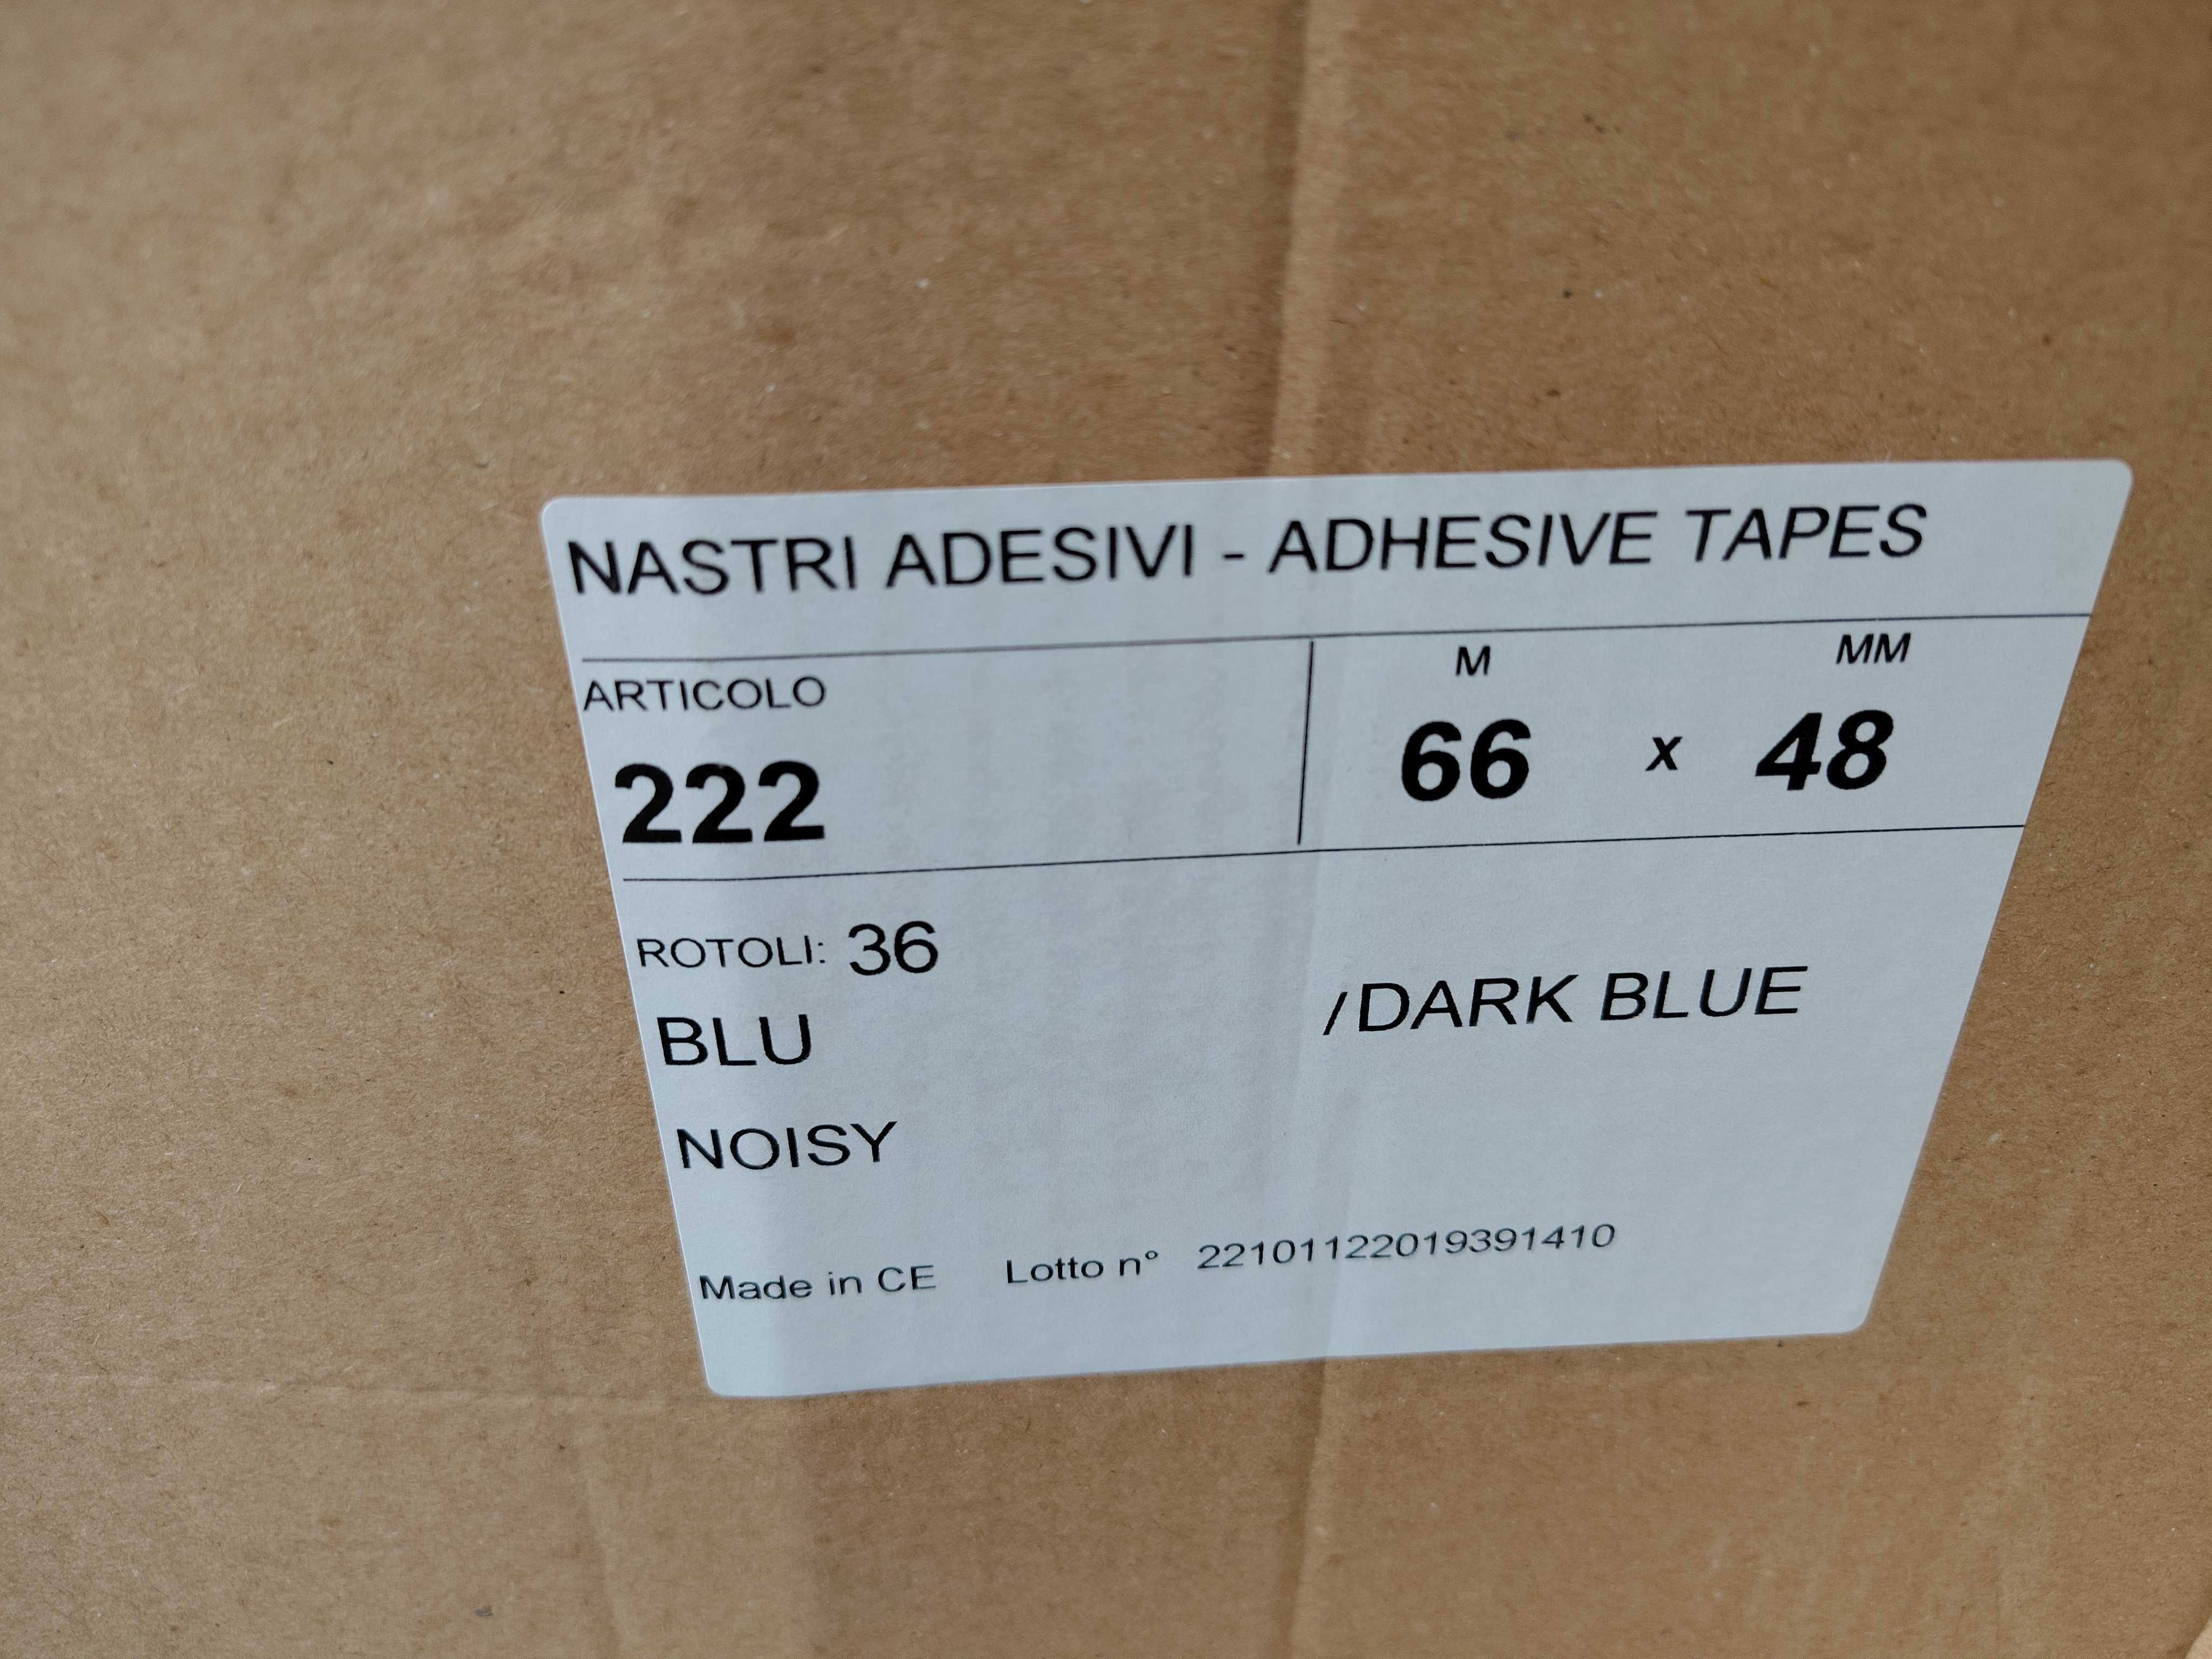 NASTRI ADESIVI - ADHESIVE TAPES
ARTICOLO
222
M MM
66 x 48
ROTOLI: 36
BLU /DARK BLUE
NOISY
Made in CE Lotto n° 22101122019391410